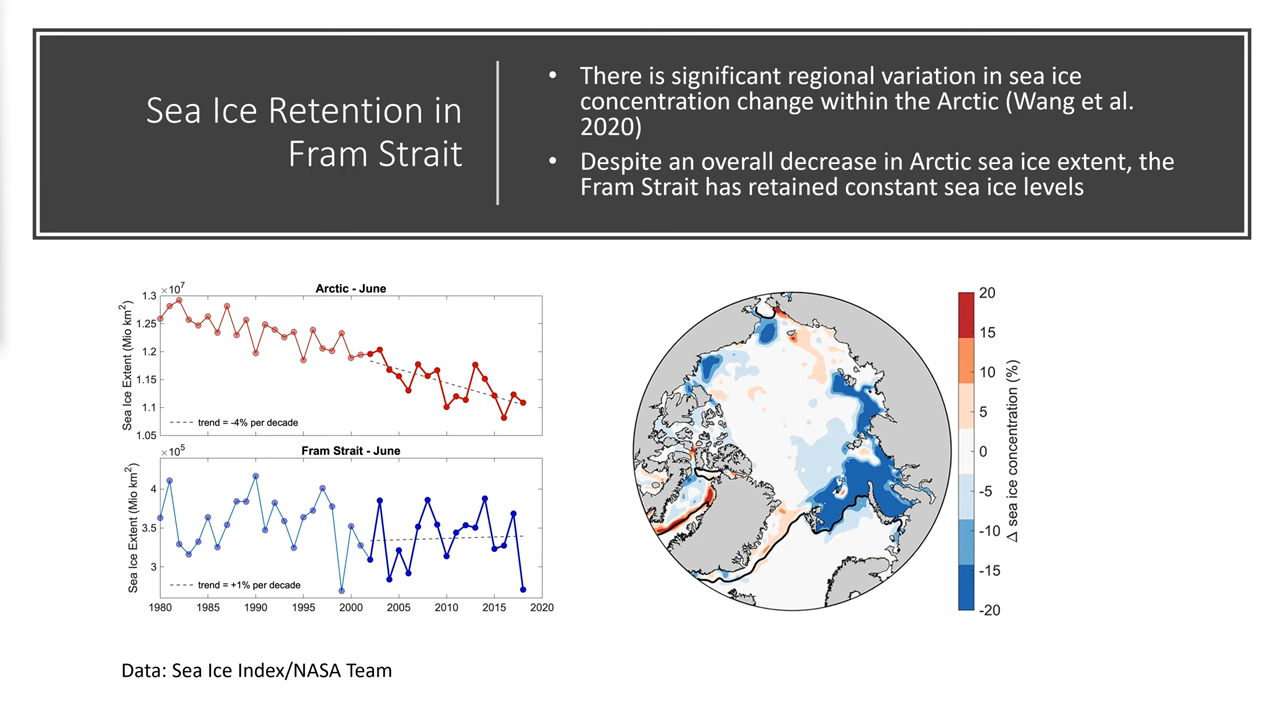 Sea Ice Retention in
Fram Strait
• There is significant regional variation in sea ice
concentration change within the Arctic (Wang et al.
2020)
• Despite an overall decrease in Arctic sea ice extent, the
Fram Strait has retained constant sea ice levels
×10⁷
Arctic - June
Sea Ice Extent (Mio km²)
1.3
1.25
1.2
1.15
1.1
1.05
trend = -4% per decade
×10⁵
Fram Strait - June
Sea Ice Extent (Mio km²)
4
3.5
3
trend = +1% per decade
1980 1985 1990 1995 2000 2005 2010 2015 2020
20
15
10
5
0
-5
-10
-15
-20
Δ sea ice concentration (%)
Data: Sea Ice Index/NASA Team